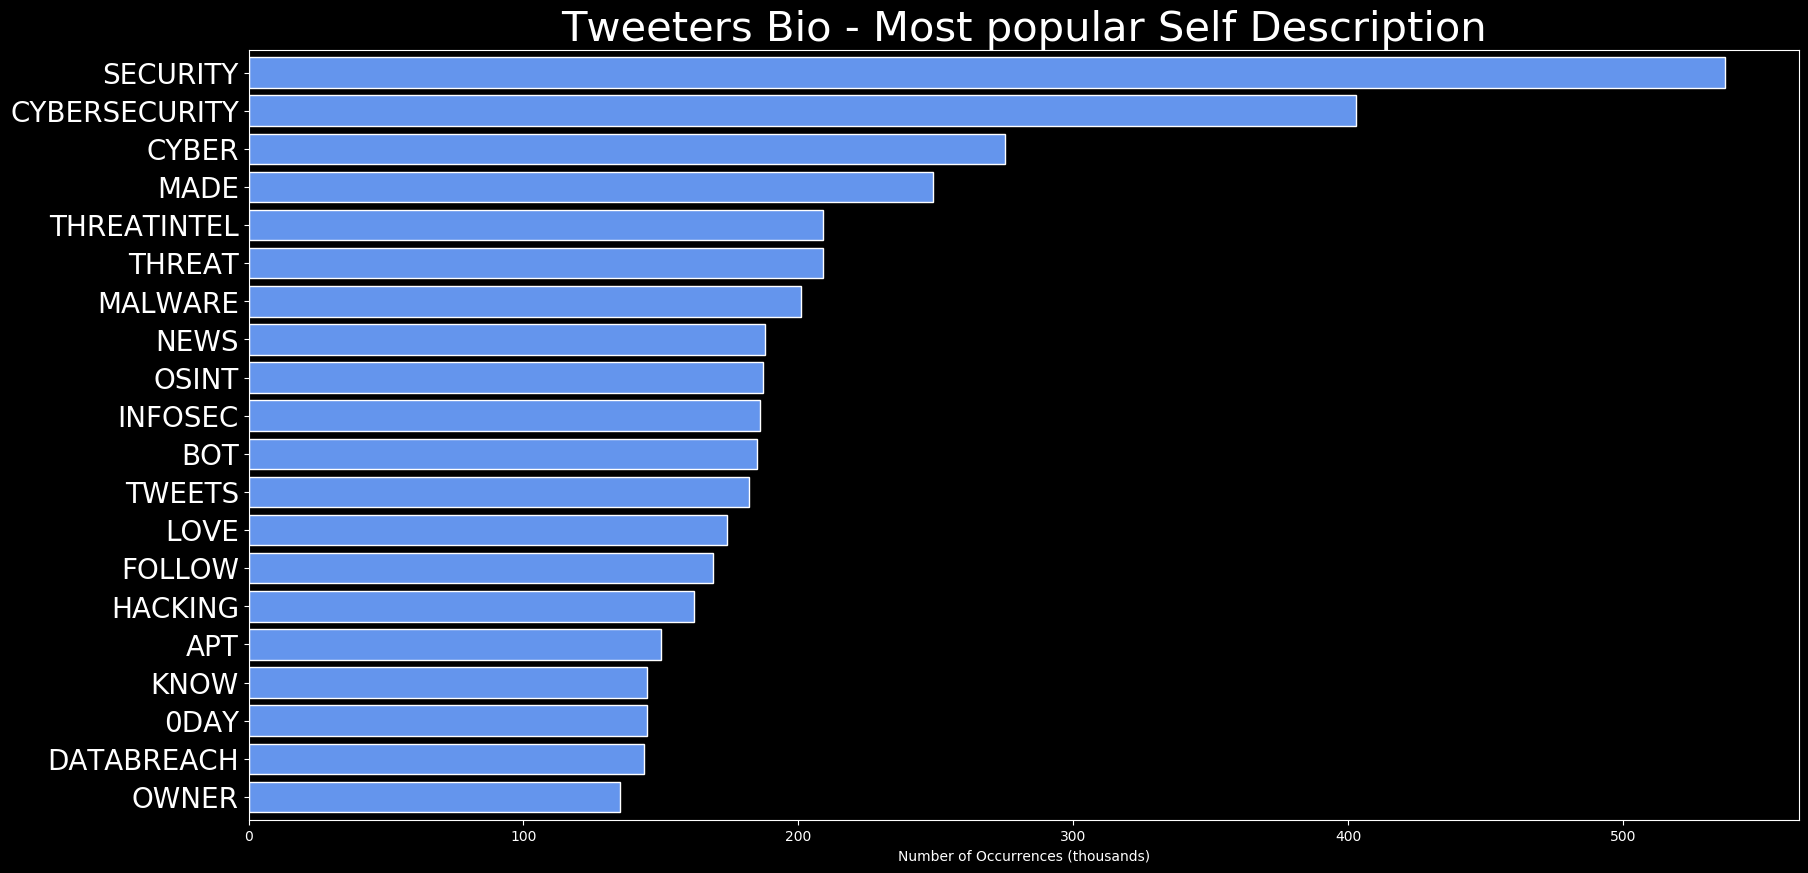 Tweeters Bio - Most popular Self Description
SECURITY
CYBERSECURITY
CYBER
MADE
THREATINTEL
THREAT
MALWARE
NEWS
OSINT
INFOSEC
BOT
TWEETS
LOVE
FOLLOW
HACKING
APT
KNOW
0DAY
DATABREACH
OWNER
0 100 200 300 400 500
Number of Occurrences (thousands)